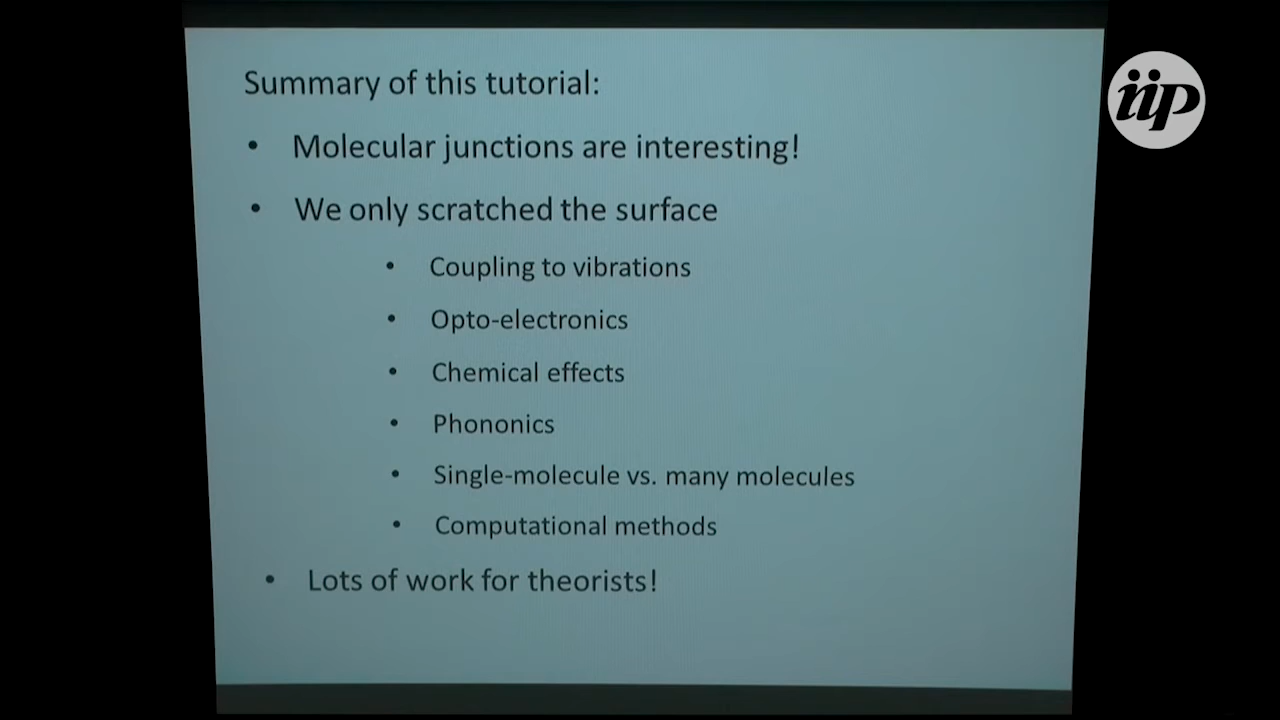 Summary of this tutorial:
• Molecular junctions are interesting!
• We only scratched the surface
• Coupling to vibrations
• Opto-electronics
• Chemical effects
• Phononics
• Single-molecule vs. many molecules
• Computational methods
• Lots of work for theorists!
iip